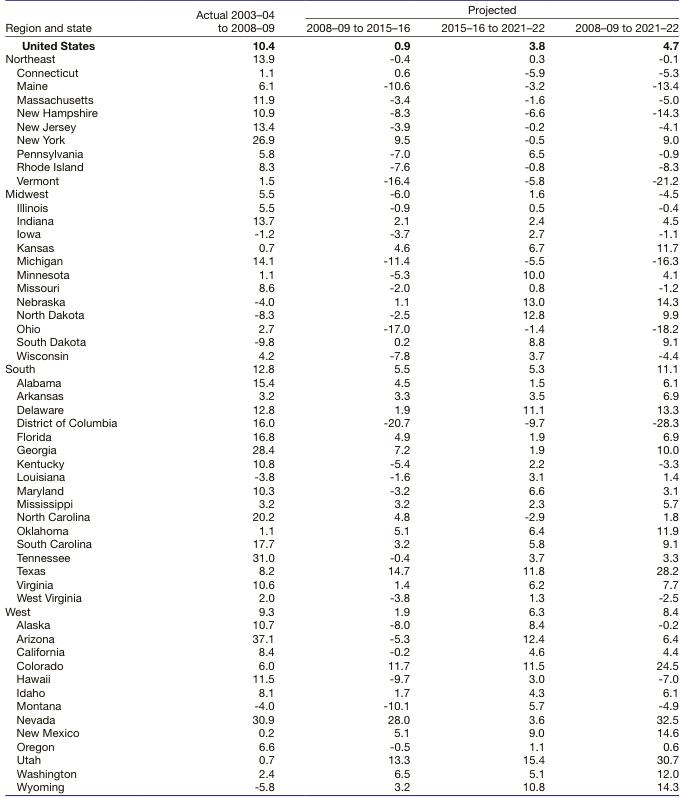 Projected
Actual 2003–04
Region and state to 2008–09 2008–09 to 2015–16 2015–16 to 2021–22 2008–09 to 2021–22
United States 10.4 0.9 3.8 4.7
Northeast 13.9 -0.4 0.3 -0.1
Connecticut 1.1 0.6 -5.9 -5.3
Maine 6.1 -10.6 -3.2 -13.4
Massachusetts 11.9 -3.4 -1.6 -5.0
New Hampshire 10.9 -8.3 -6.6 -14.3
New Jersey 13.4 -3.9 -0.2 -4.1
New York 26.9 9.5 -0.5 9.0
Pennsylvania 5.8 -7.0 6.5 -0.9
Rhode Island 8.3 -7.6 -0.8 -8.3
Vermont 1.5 -16.4 -5.8 -21.2
Midwest 5.5 -6.0 1.6 -4.5
Illinois 5.5 -0.9 0.5 -0.4
Indiana 13.7 2.1 2.4 4.5
Iowa -1.2 -3.7 2.7 -1.1
Kansas 0.7 4.6 6.7 11.7
Michigan 14.1 -11.4 -5.5 -16.3
Minnesota 1.1 -5.3 10.0 4.1
Missouri 8.6 -2.0 0.8 -1.2
Nebraska -4.0 1.1 13.0 14.3
North Dakota -8.3 -2.5 12.8 9.9
Ohio 2.7 -17.0 -1.4 -18.2
South Dakota -9.8 0.2 8.8 9.1
Wisconsin 4.2 -7.8 3.7 -4.4
South 12.8 5.5 5.3 11.1
Alabama 15.4 4.5 1.5 6.1
Arkansas 3.2 3.3 3.5 6.9
Delaware 12.8 1.9 11.1 13.3
District of Columbia 16.0 -20.7 -9.7 -28.3
Florida 16.8 4.9 1.9 6.9
Georgia 28.4 7.2 1.9 10.0
Kentucky 10.8 -5.4 2.2 -3.3
Louisiana -3.8 -1.6 3.1 1.4
Maryland 10.3 -3.2 6.6 3.1
Mississippi 3.2 3.2 2.3 5.7
North Carolina 20.2 4.8 -2.9 1.8
Oklahoma 1.1 5.1 6.4 11.9
South Carolina 17.7 3.2 5.8 9.1
Tennessee 31.0 -0.4 3.7 3.3
Texas 8.2 14.7 11.8 28.2
Virginia 10.6 1.4 6.2 7.7
West Virginia 2.0 -3.8 1.3 -2.5
West 9.3 1.9 6.3 8.4
Alaska 10.7 -8.0 8.4 -0.2
Arizona 37.1 -5.3 12.4 6.4
California 8.4 -0.2 4.6 4.4
Colorado 6.0 11.7 11.5 24.5
Hawaii 11.5 -9.7 3.0 -7.0
Idaho 8.1 1.7 4.3 6.1
Montana -4.0 -10.1 5.7 -4.9
Nevada 30.9 28.0 3.6 32.5
New Mexico 0.2 5.1 9.0 14.6
Oregon 6.6 -0.5 1.1 0.6
Utah 0.7 13.3 15.4 30.7
Washington 2.4 6.5 5.1 12.0
Wyoming -5.8 3.2 10.8 14.3